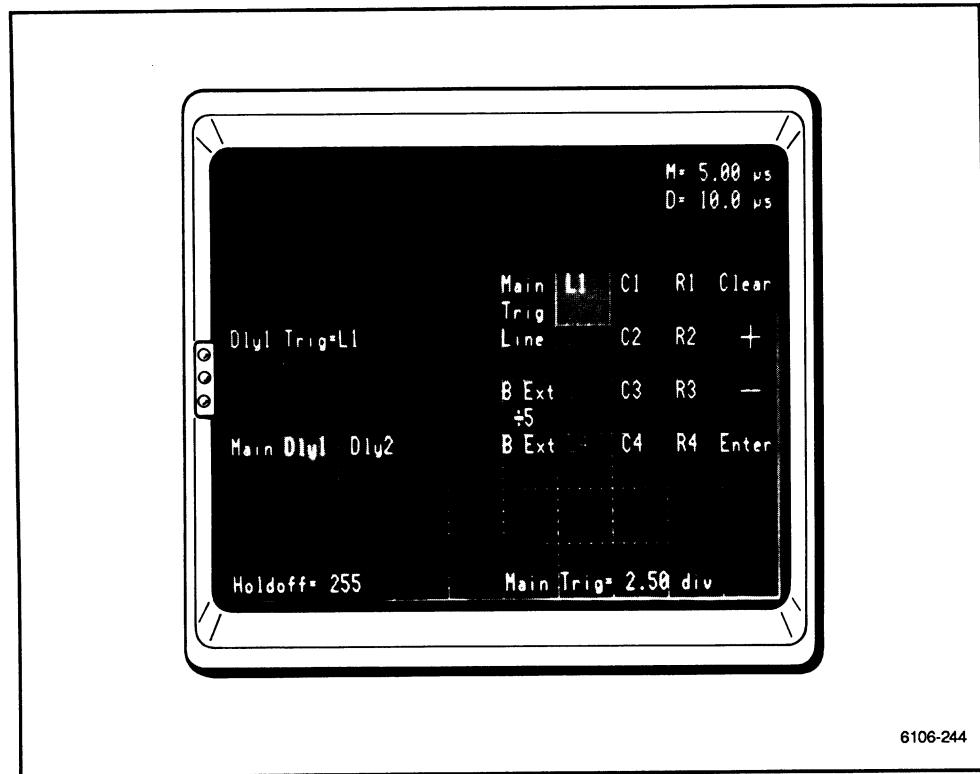 M= 5.00 µs
D= 10.0 µs
Main L1 C1 R1 Clear
Trig
Dly1 Trig=L1 Line C2 R2 +
B Ext C3 R3 —
÷5
Main Dly1 Dly2 B Ext C4 R4 Enter
Holdoff= 255 Main Trig= 2.50 div
6106-244